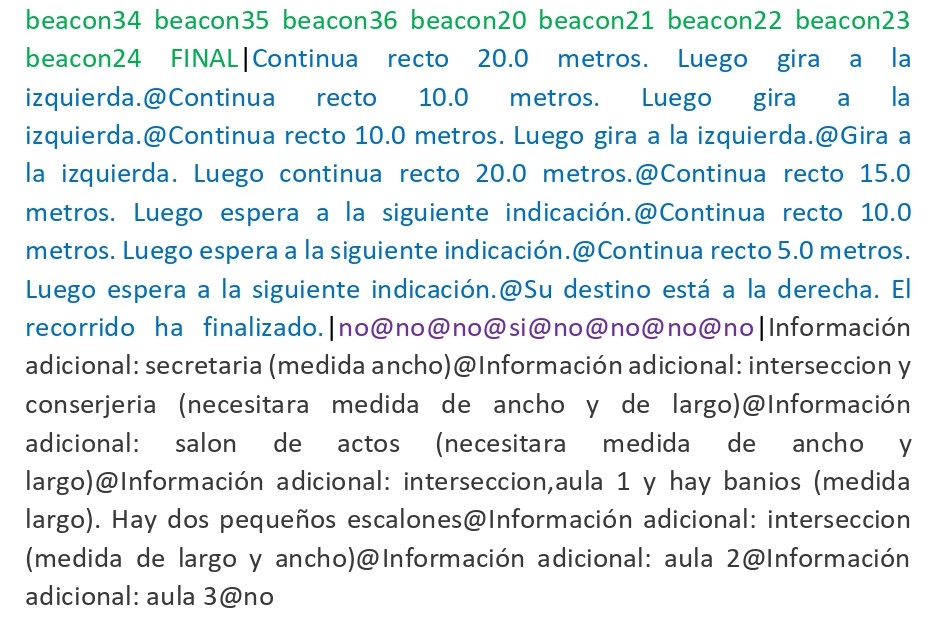 beacon34 beacon35 beacon36 beacon20 beacon21 beacon22 beacon23
beacon24 FINAL|Continua recto 20.0 metros. Luego gira a la
izquierda.@Continua recto 10.0 metros. Luego gira a la
izquierda.@Continua recto 10.0 metros. Luego gira a la izquierda.@Gira a
la izquierda. Luego continua recto 20.0 metros.@Continua recto 15.0
metros. Luego espera a la siguiente indicación.@Continua recto 10.0
metros. Luego espera a la siguiente indicación.@Continua recto 5.0 metros.
Luego espera a la siguiente indicación.@Su destino está a la derecha. El
recorrido ha finalizado.|no@no@no@si@no@no@no@no|Información
adicional: secretaria (medida ancho)@Información adicional: interseccion y
conserjeria (necesitara medida de ancho y de largo)@Información
adicional: salon de actos (necesitara medida de ancho y
largo)@Información adicional: interseccion,aula 1 y hay banios (medida
largo). Hay dos pequeños escalones@Información adicional: interseccion
(medida de largo y ancho)@Información adicional: aula 2@Información
adicional: aula 3@no